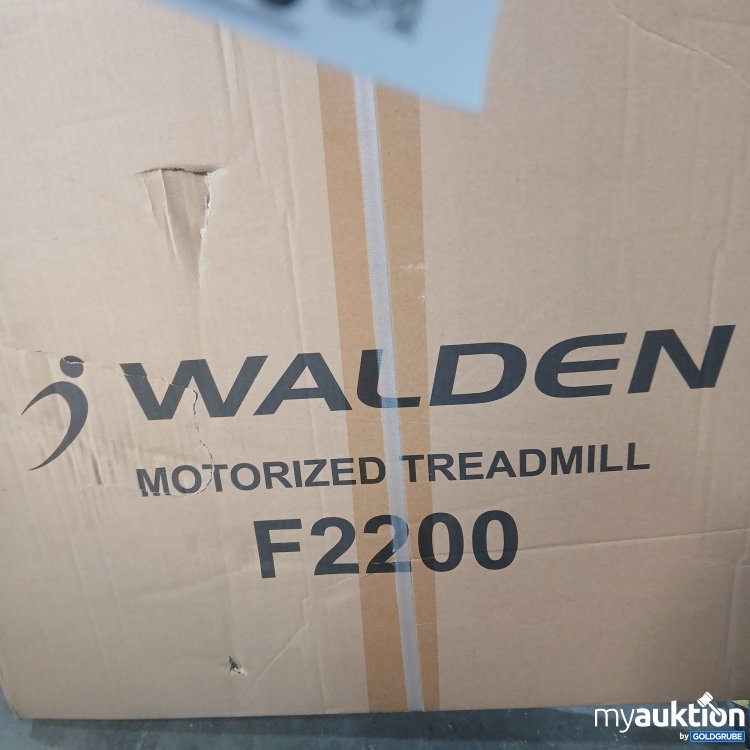 WALDEN
MOTORIZED TREADMILL
F2200
myauktion
by GOLDGRUBE